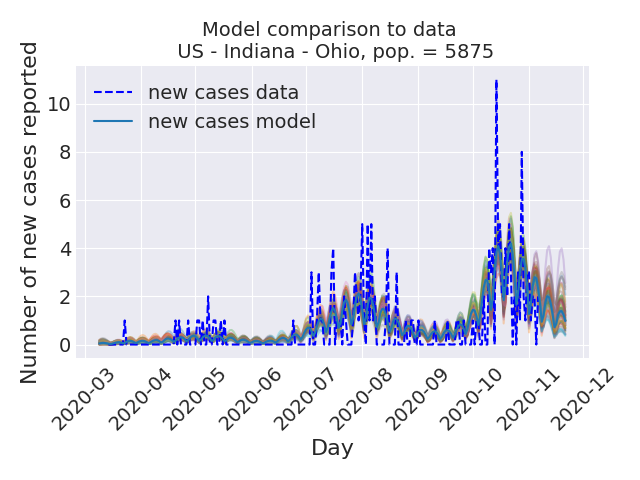 Model comparison to data
US - Indiana - Ohio, pop. = 5875
new cases data
new cases model
Number of new cases reported
10
8
6
4
2
0
2020-03
2020-04
2020-05
2020-06
2020-07
2020-08
2020-09
2020-10
2020-11
2020-12
Day